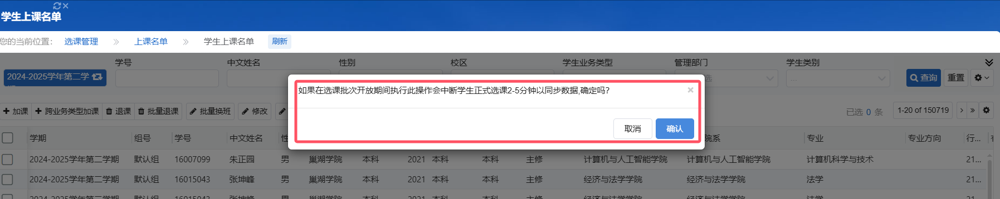 学生上课名单
您的当前位置：
选课管理
上课名单
学生上课名单
刷新
学号
中文姓名
性别
校区
学生业务类型
管理部门
学生类别
2024-2025学年第二学
选
...
查询
重置
如果在选课批次开放期间执行此操作会中断学生正式选课2-5分钟以同步数据,确定吗?
取消
确认
加课
跨业务类型加课
退课
批量退课
批量换班
修改
已选 0 条
1-20 of 150719
学期
组号
学号
中文姓名
性
院系
专业
专业方向
行...
2024-2025学年第二学期 默认组 16007099 朱正园 男 巢湖学院 本科 2021 本科 本科 主修 计算机与人工智能学院 计算机与人工智能学院 计算机科学与技术 21...
2024-2025学年第二学期 默认组 16015043 张坤峰 男 巢湖学院 本科 2021 本科 本科 主修 经济与法学学院 经济与法学学院 法学 21...